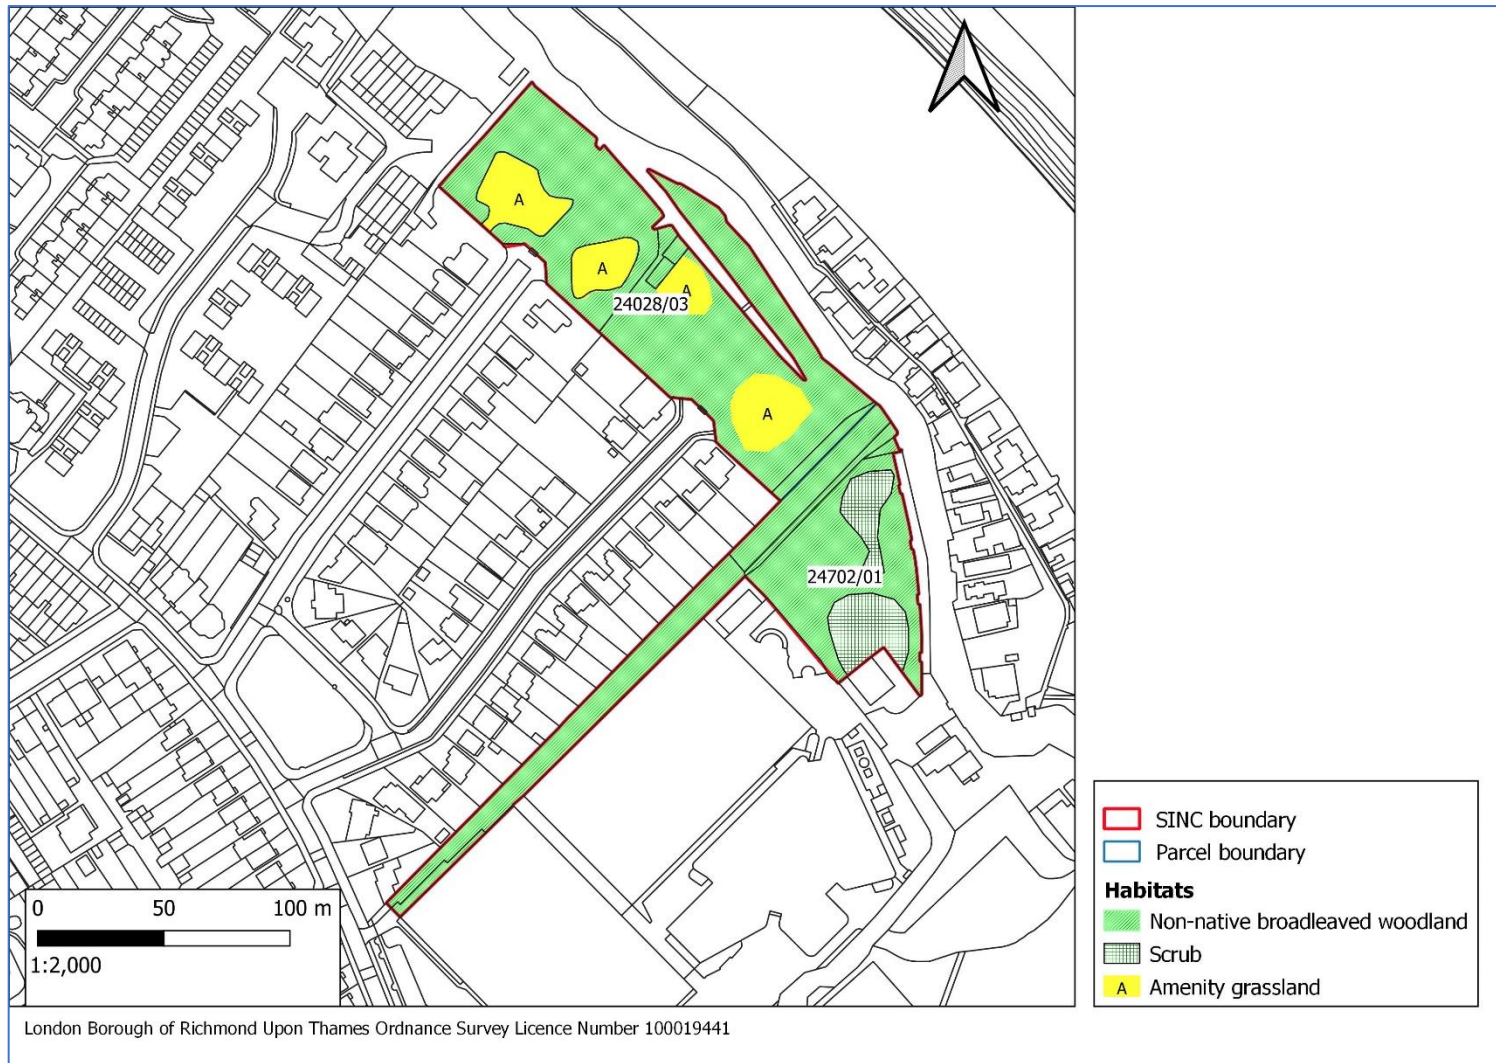 A
A
A
24028/03
A
24702/01
0 50 100 m
1:2,000
SINC boundary
Parcel boundary
Habitats
Non-native broadleaved woodland
Scrub
A Amenity grassland
London Borough of Richmond Upon Thames Ordnance Survey Licence Number 100019441